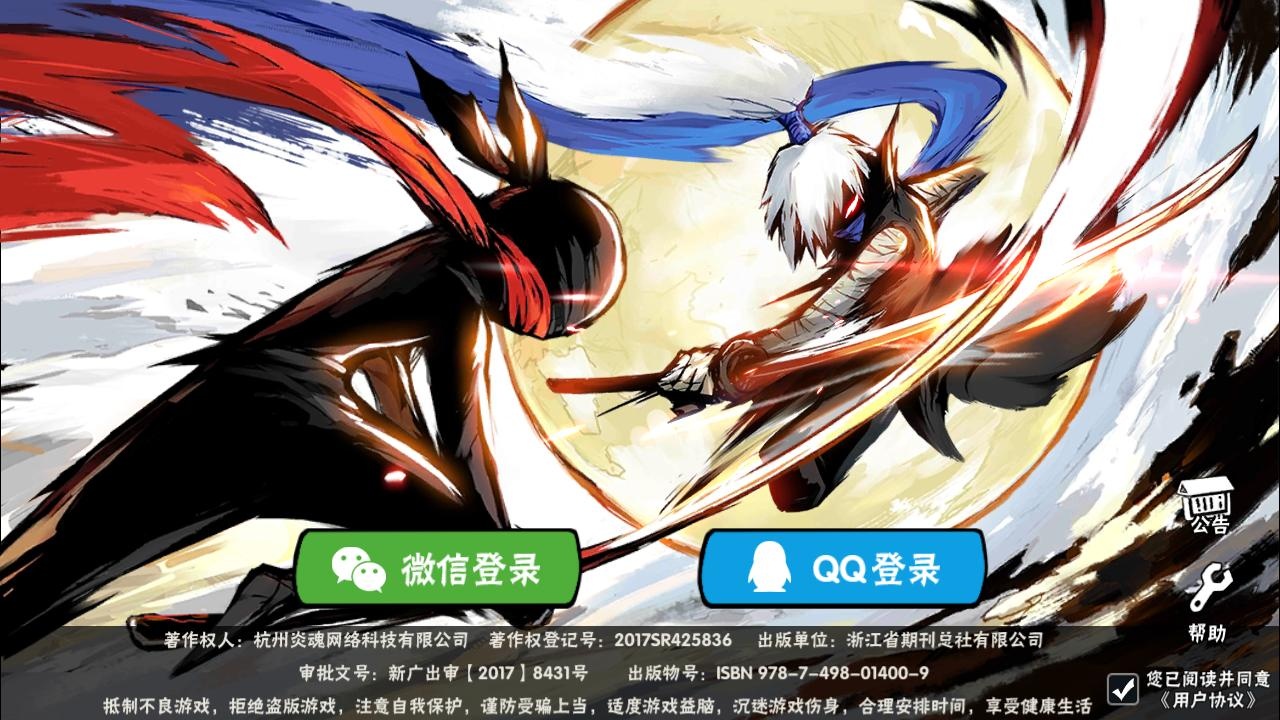 微信登录
QQ登录
公告
帮助
著作权人：杭州炎魂网络科技有限公司 著作权登记号：2017SR425836 出版单位：浙江省期刊总社有限公司
审批文号：新广出审【2017】8431号 出版物号：ISBN 978-7-498-01400-9
抵制不良游戏，拒绝盗版游戏，注意自我保护，谨防受骗上当，适度游戏益脑，沉迷游戏伤身，合理安排时间，享受健康生活
您已阅读并同意
《用户协议》